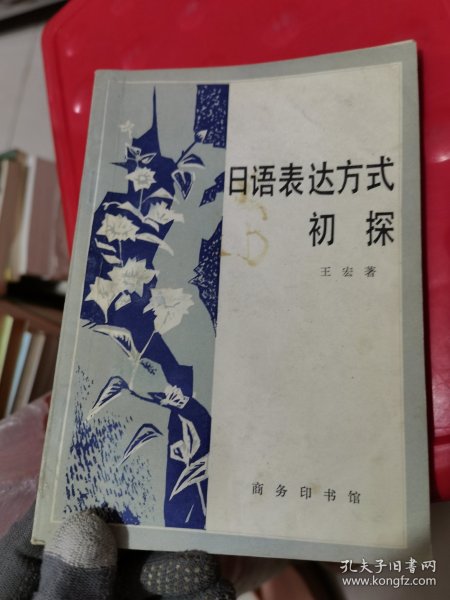 日语表达方式
初探
王宏著
商务印书馆
孔夫子旧书网
www.kongfz.com